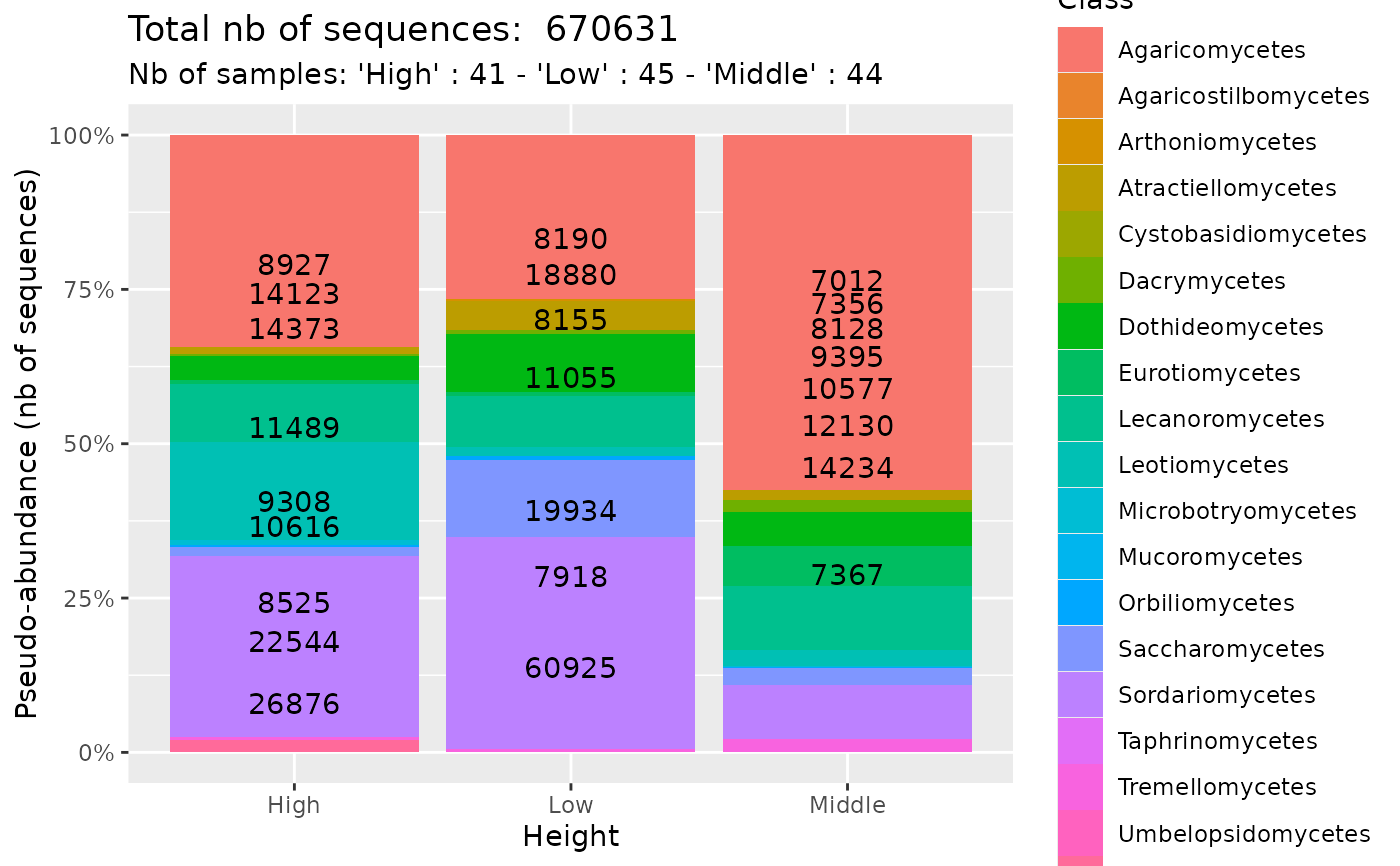 Total nb of sequences:  670631
Nb of samples: 'High' : 41 - 'Low' : 45 - 'Middle' : 44
Pseudo-abundance (nb of sequences)
100%
75%
50%
25%
0%
8927
14123
14373
11489
9308
10616
8525
22544
26876
8190
18880
8155
11055
19934
7918
60925
7012
7356
8128
9395
10577
12130
14234
7367
High
Low
Middle
Height
Class
Agaricomycetes
Agaricostilbomycetes
Arthoniomycetes
Atractiellomycetes
Cystobasidiomycetes
Dacrymycetes
Dothideomycetes
Eurotiomycetes
Lecanoromycetes
Leotiomycetes
Microbotryomycetes
Mucoromycetes
Orbiliomycetes
Saccharomycetes
Sordariomycetes
Taphrinomycetes
Tremellomycetes
Umbelopsidomycetes